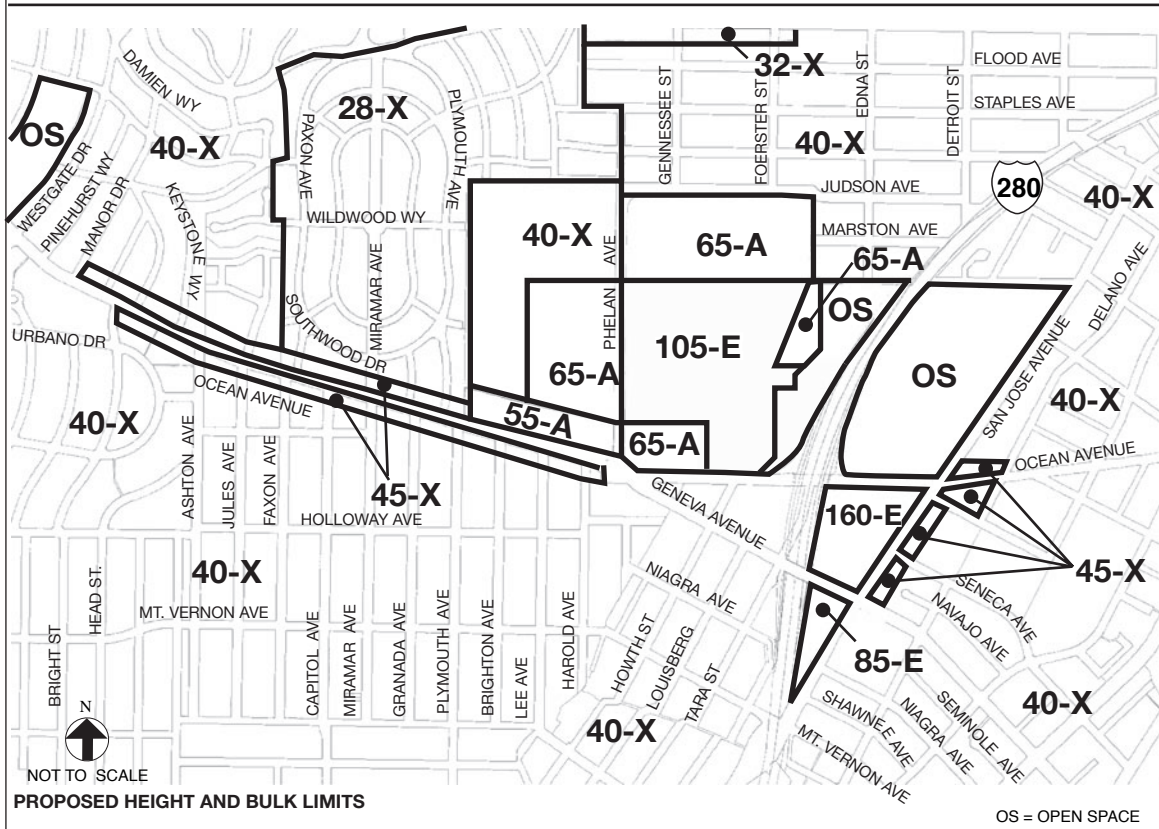 FLOOD AVE
32-X
DAMIEN WY
GENNESSEE ST
FOERSTER ST
EDNA ST
DETROIT ST
STAPLES AVE
28-X
PLYMOUTH AVE
PAXON AVE
OS
40-X
40-X
WESTGATE DR
PINEHURST WY
MANOR DR
KEYSTONE WY
JUDSON AVE
280
40-X
WILDWOOD WY
MIRAMAR AVE
40-X
PHELAN AVE
65-A
MARSTON AVE
65-A
DELANO AVE
URBANO DR
SOUTHWOOD DR
65-A
105-E
OS
OS
SAN JOSE AVENUE
40-X
OCEAN AVENUE
55-A
65-A
40-X
OCEAN AVENUE
ASHTON AVE
JULES AVE
FAXON AVE
45-X
HOLLOWAY AVE
GENEVA AVENUE
160-E
45-X
40-X
NIAGRA AVE
SENECA AVE
NAVAJO AVE
HEAD ST.
MT. VERNON AVE
BRIGHT ST
CAPITOL AVE
MIRAMAR AVE
GRANADA AVE
PLYMOUTH AVE
BRIGHTON AVE
LEE AVE
HAROLD AVE
HOWTH ST
LOUISBERG
TARA ST
85-E
40-X
40-X
SHAWNEE AVE
NIAGRA AVE
SEMINOLE AVE
MT. VERNON AVE
N
NOT TO SCALE
PROPOSED HEIGHT AND BULK LIMITS
OS = OPEN SPACE